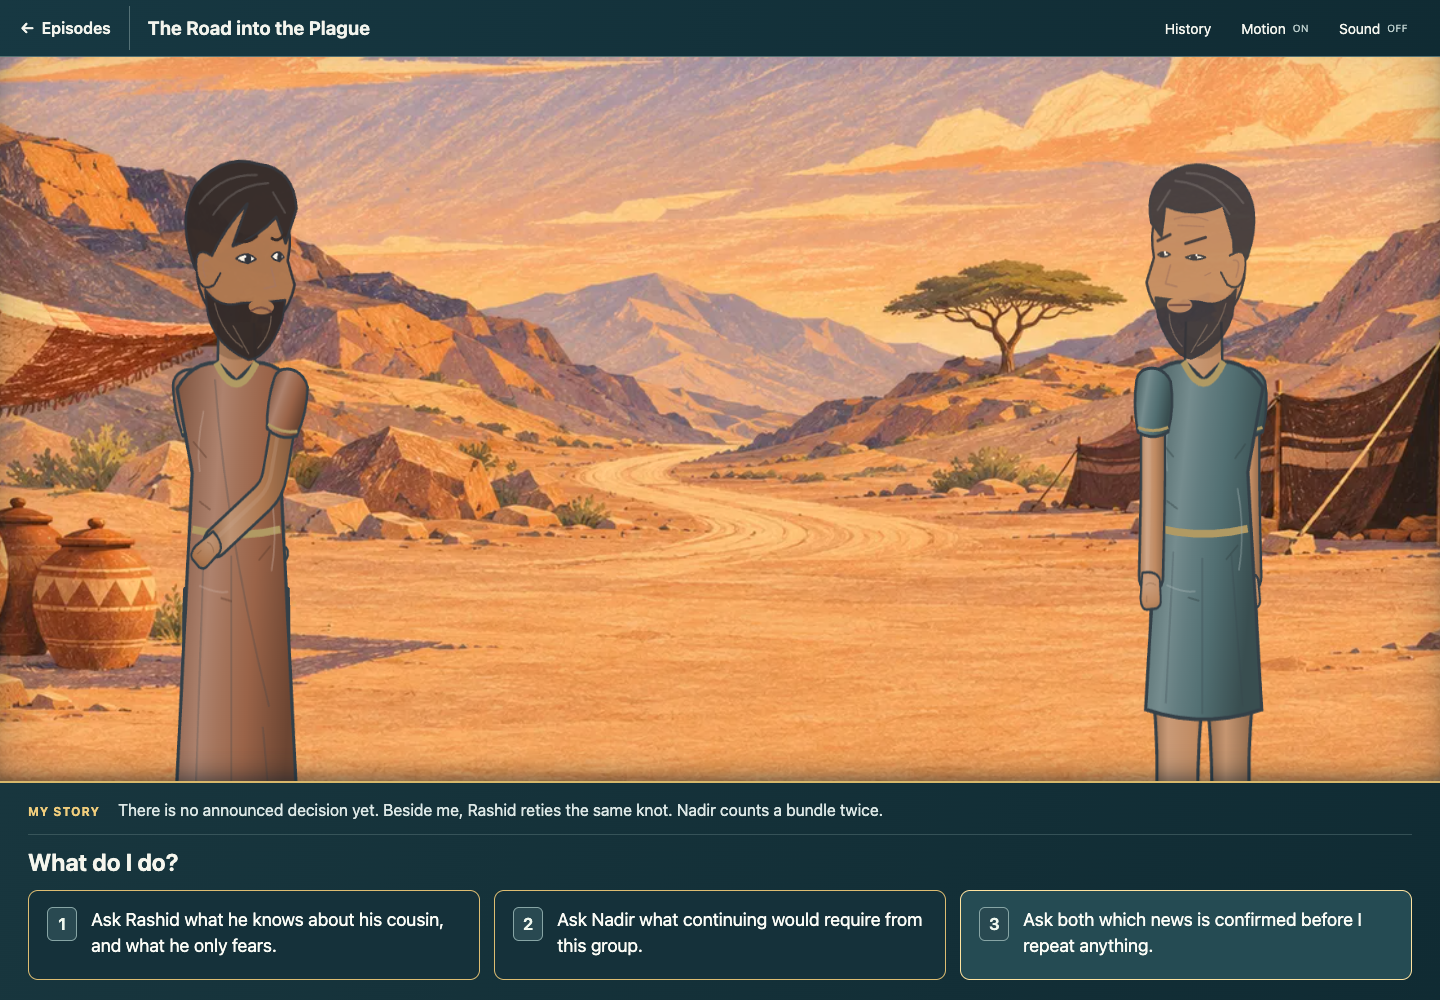 ← Episodes
The Road into the Plague
History
Motion ON
Sound OFF
MY STORY There is no announced decision yet. Beside me, Rashid reties the same knot. Nadir counts a bundle twice.
What do I do?
1 Ask Rashid what he knows about his cousin,
and what he only fears.
2 Ask Nadir what continuing would require from
this group.
3 Ask both which news is confirmed before I
repeat anything.